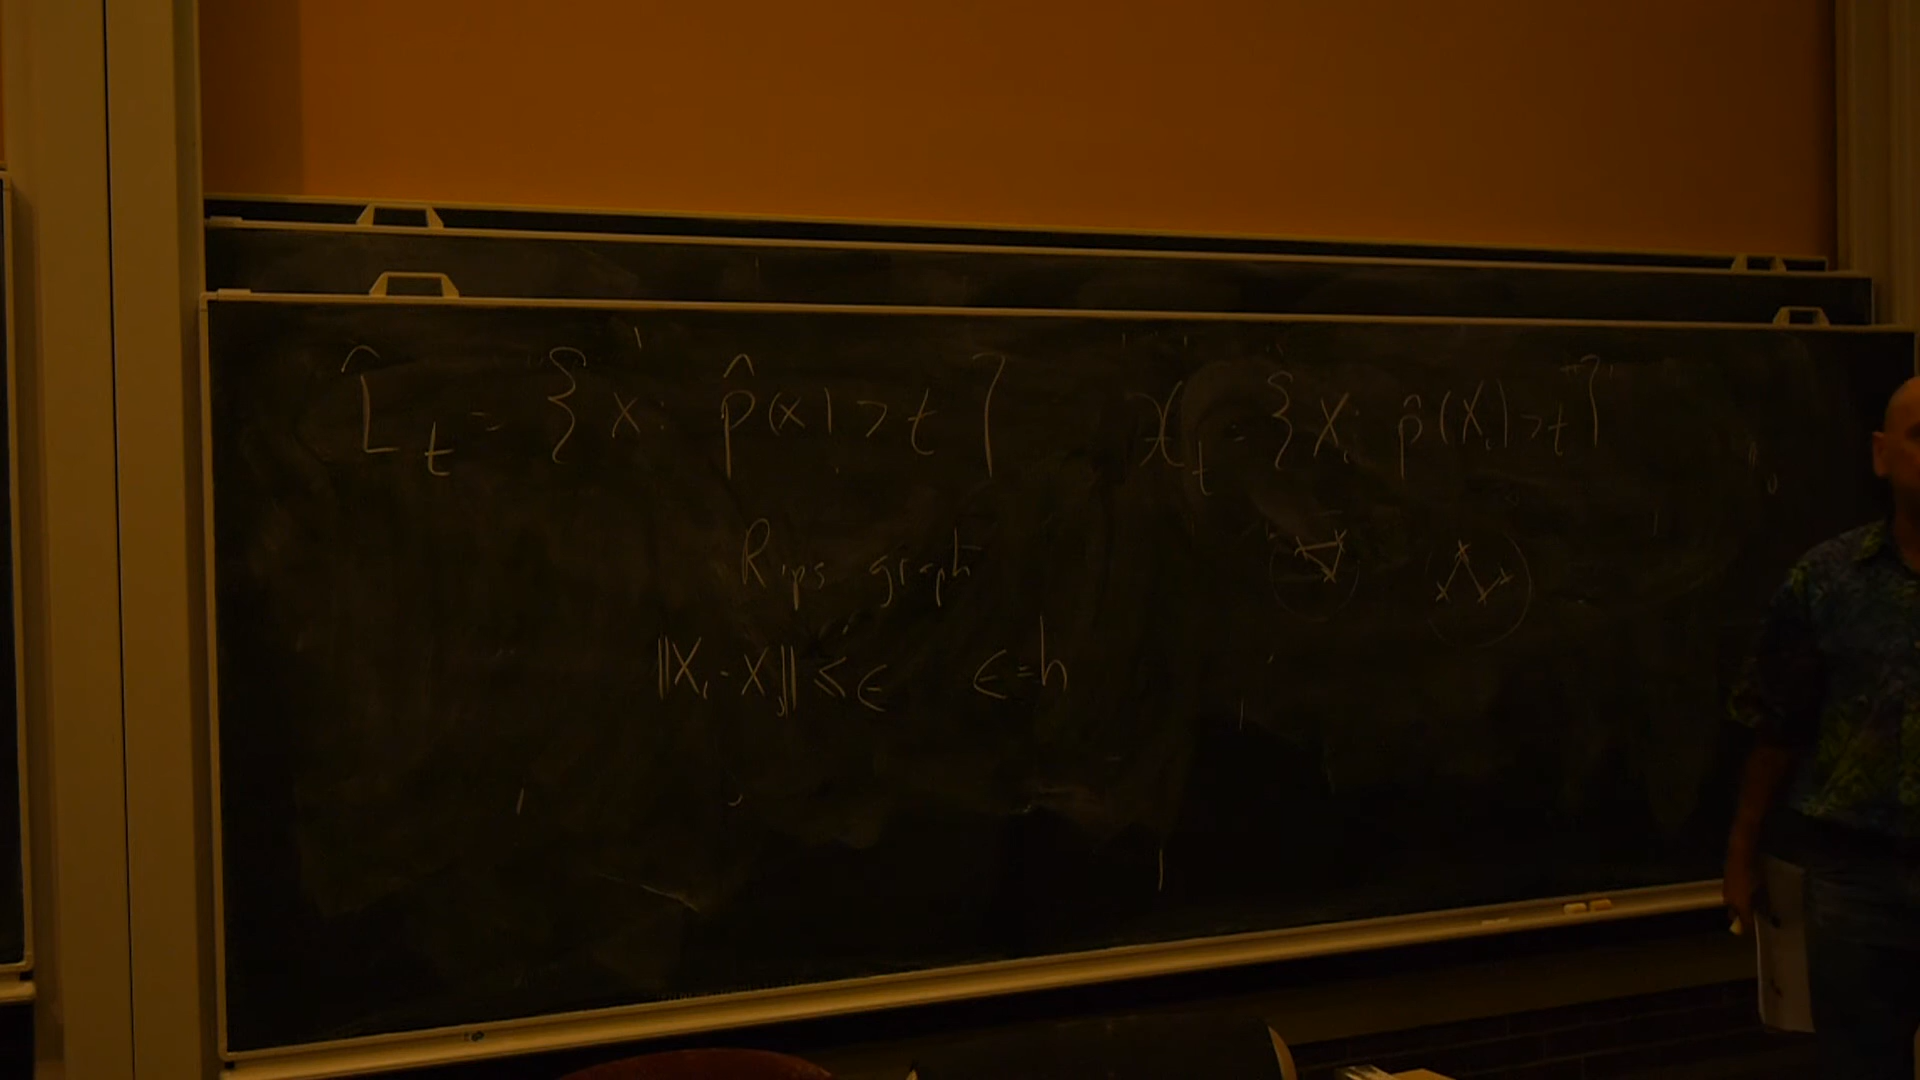 L̂_t = { x : p̂(x) > t }   𝒳_t = { X_i p̂(X_i) > t }
Rips graph
||X_i - X_j|| ≤ ϵ   ϵ = h